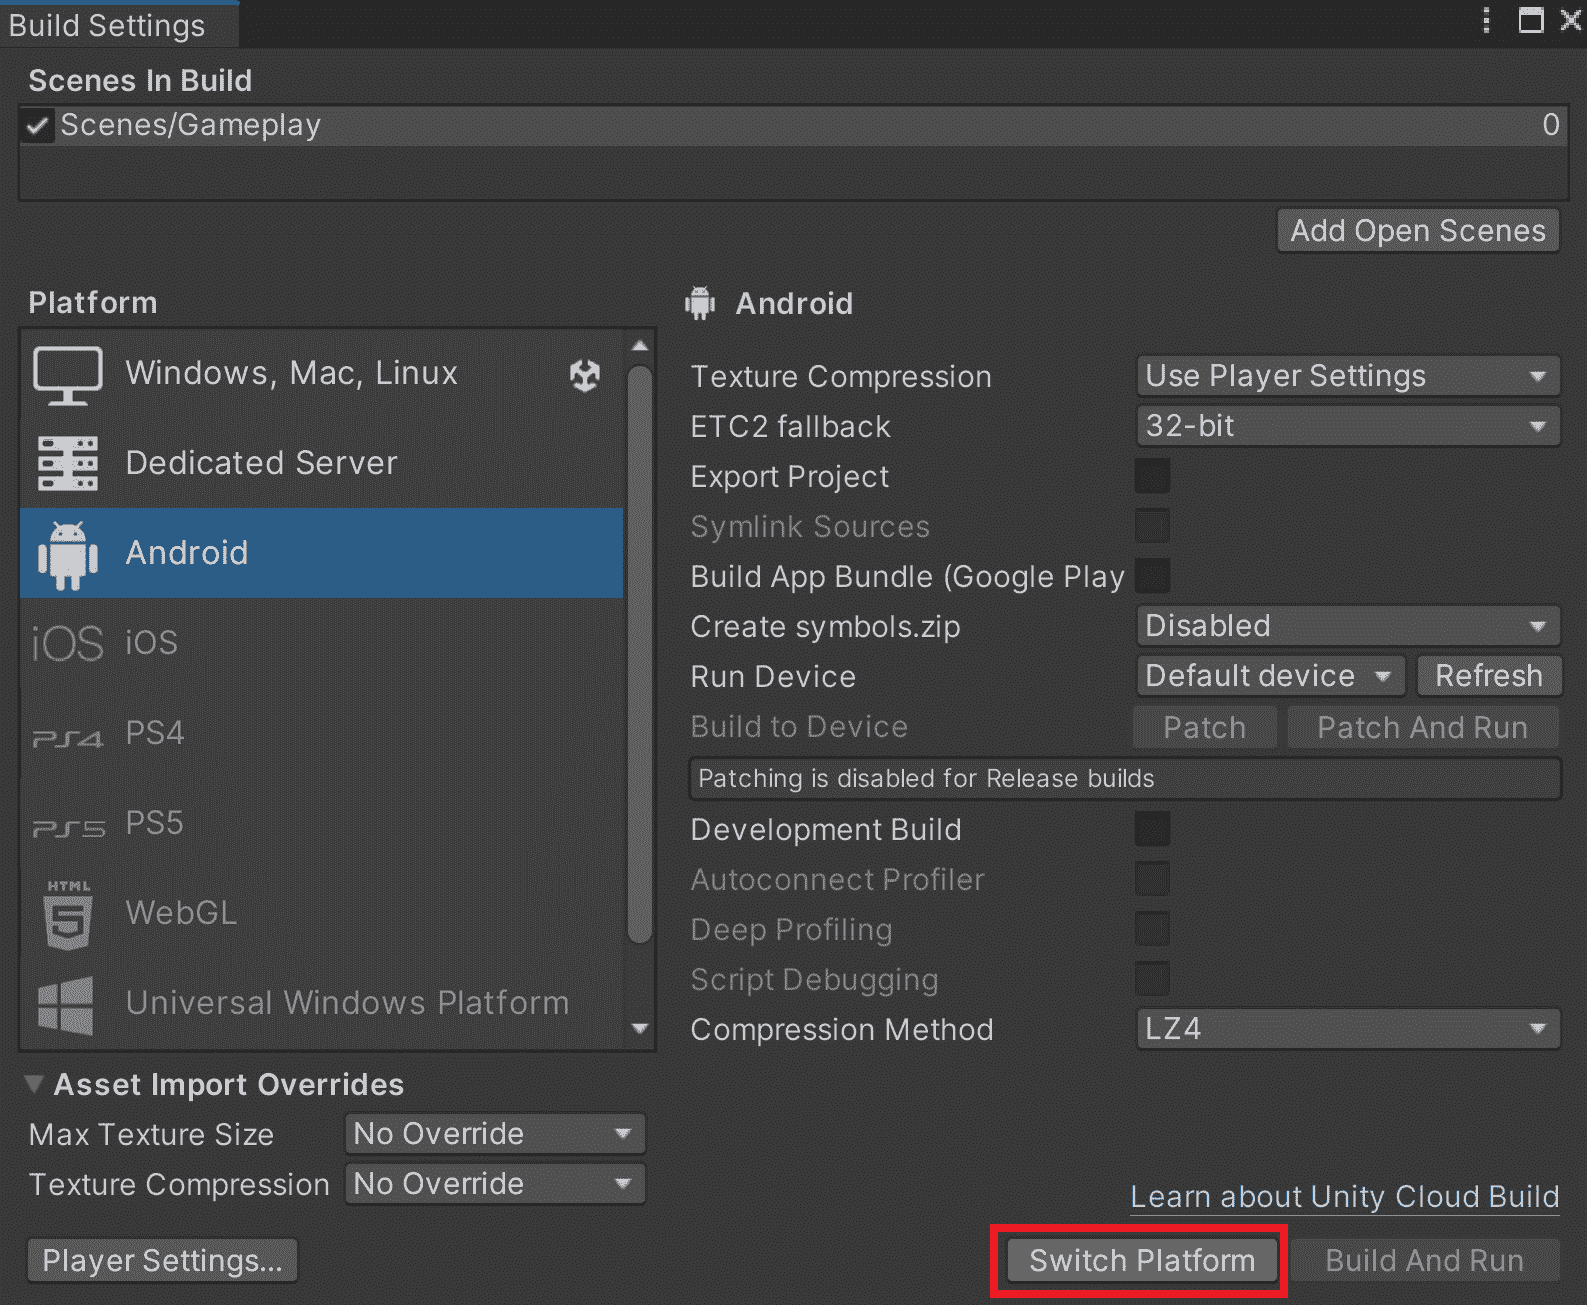 Build Settings
Scenes In Build
Scenes/Gameplay 0
Add Open Scenes
Platform
Windows, Mac, Linux
Dedicated Server
Android
iOS iOS
PS4 PS4
PS5 PS5
HTML
5 WebGL
Universal Windows Platform
Android
Texture Compression Use Player Settings
ETC2 fallback 32-bit
Export Project
Symlink Sources
Build App Bundle (Google Play
Create symbols.zip Disabled
Run Device Default device Refresh
Build to Device Patch Patch And Run
Patching is disabled for Release builds
Development Build
Autoconnect Profiler
Deep Profiling
Script Debugging
Compression Method LZ4
Asset Import Overrides
Max Texture Size No Override
Texture Compression No Override
Learn about Unity Cloud Build
Player Settings... Switch Platform Build And Run